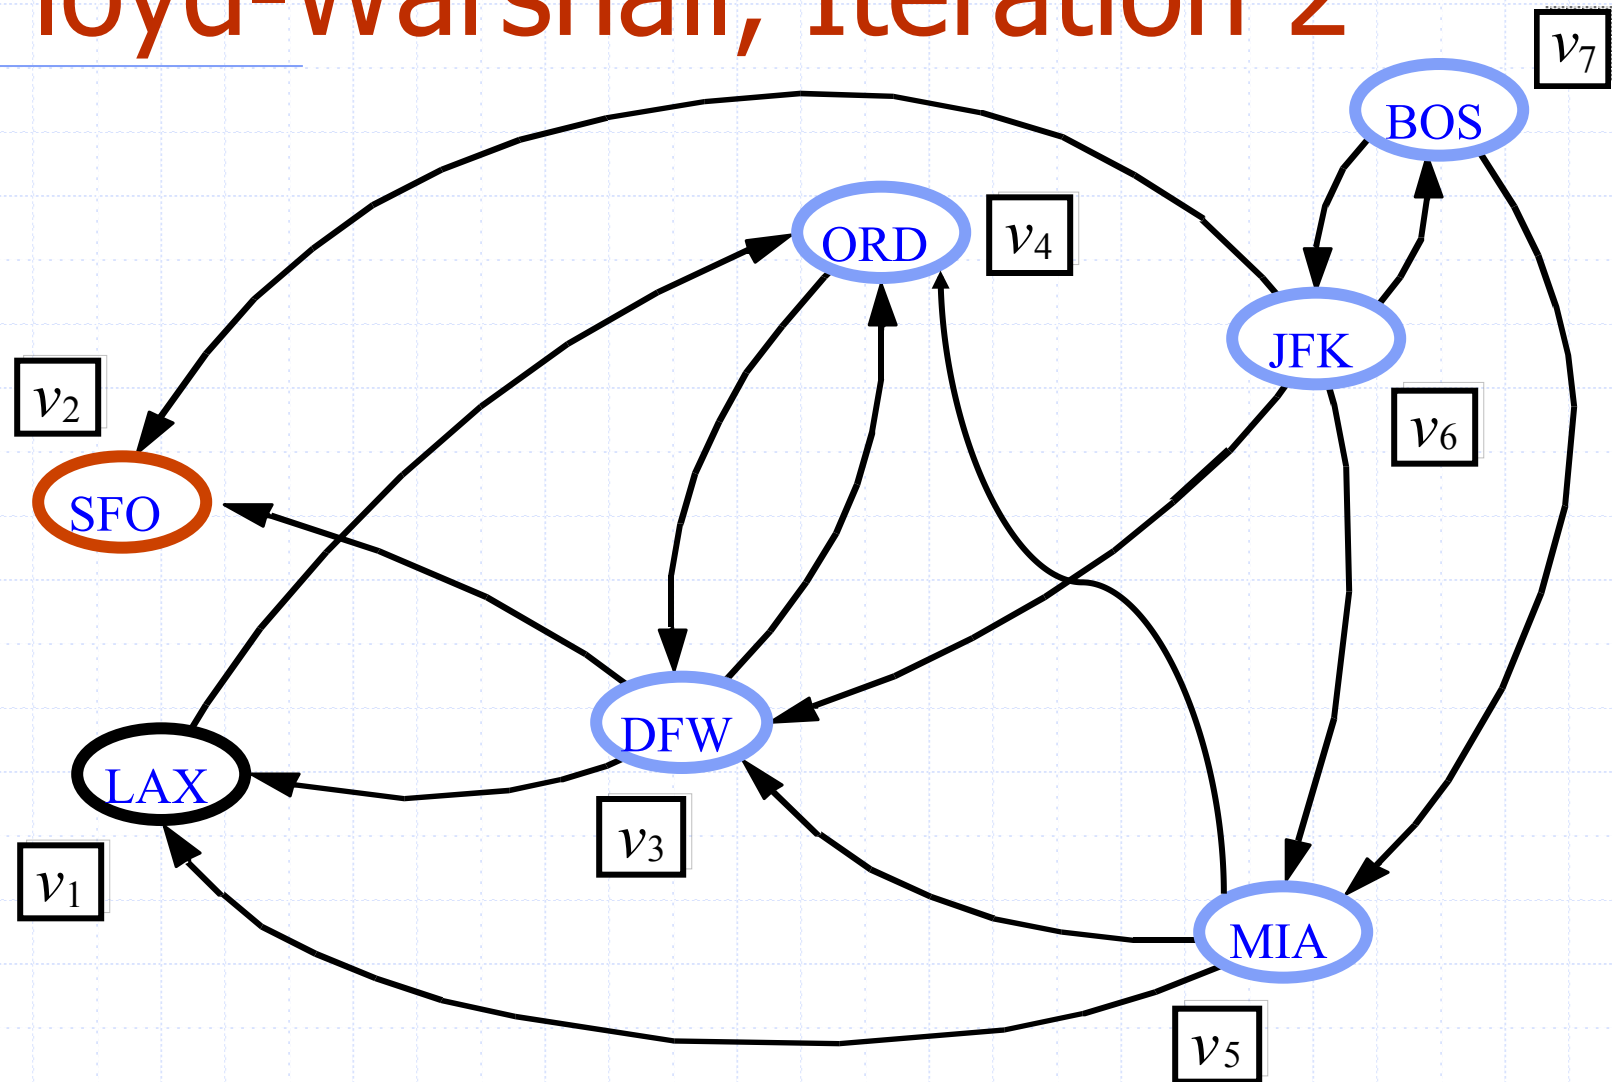 loyd-Warshall, Iteration 2
v7
BOS
ORD
v4
JFK
v2
v6
SFO
DFW
LAX
v3
v1
MIA
v5